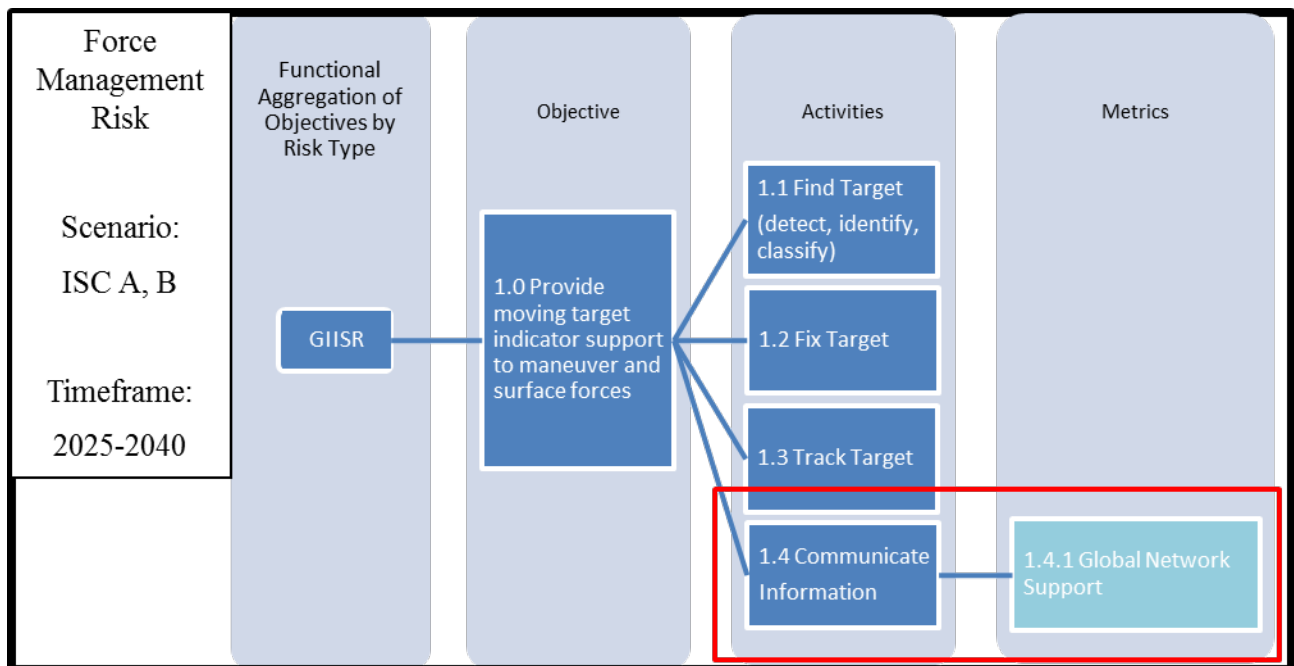 Force
Management
Risk
Scenario:
ISC A, B
Timeframe:
2025-2040
Functional
Aggregation of
Objectives by
Risk Type
GIISR
Objective
1.0 Provide
moving target
indicator support
to maneuver and
surface forces
Activities
1.1 Find Target
(detect, identify,
classify)
1.2 Fix Target
1.3 Track Target
1.4 Communicate
Information
Metrics
1.4.1 Global Network
Support